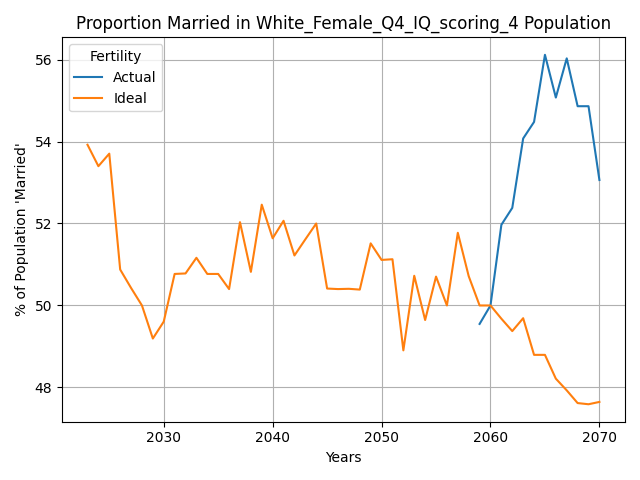 Proportion Married in White_Female_Q4_IQ_scoring_4 Population
Fertility
Actual
Ideal
% of Population 'Married'
56
54
52
50
48
2030
2040
2050
2060
2070
Years